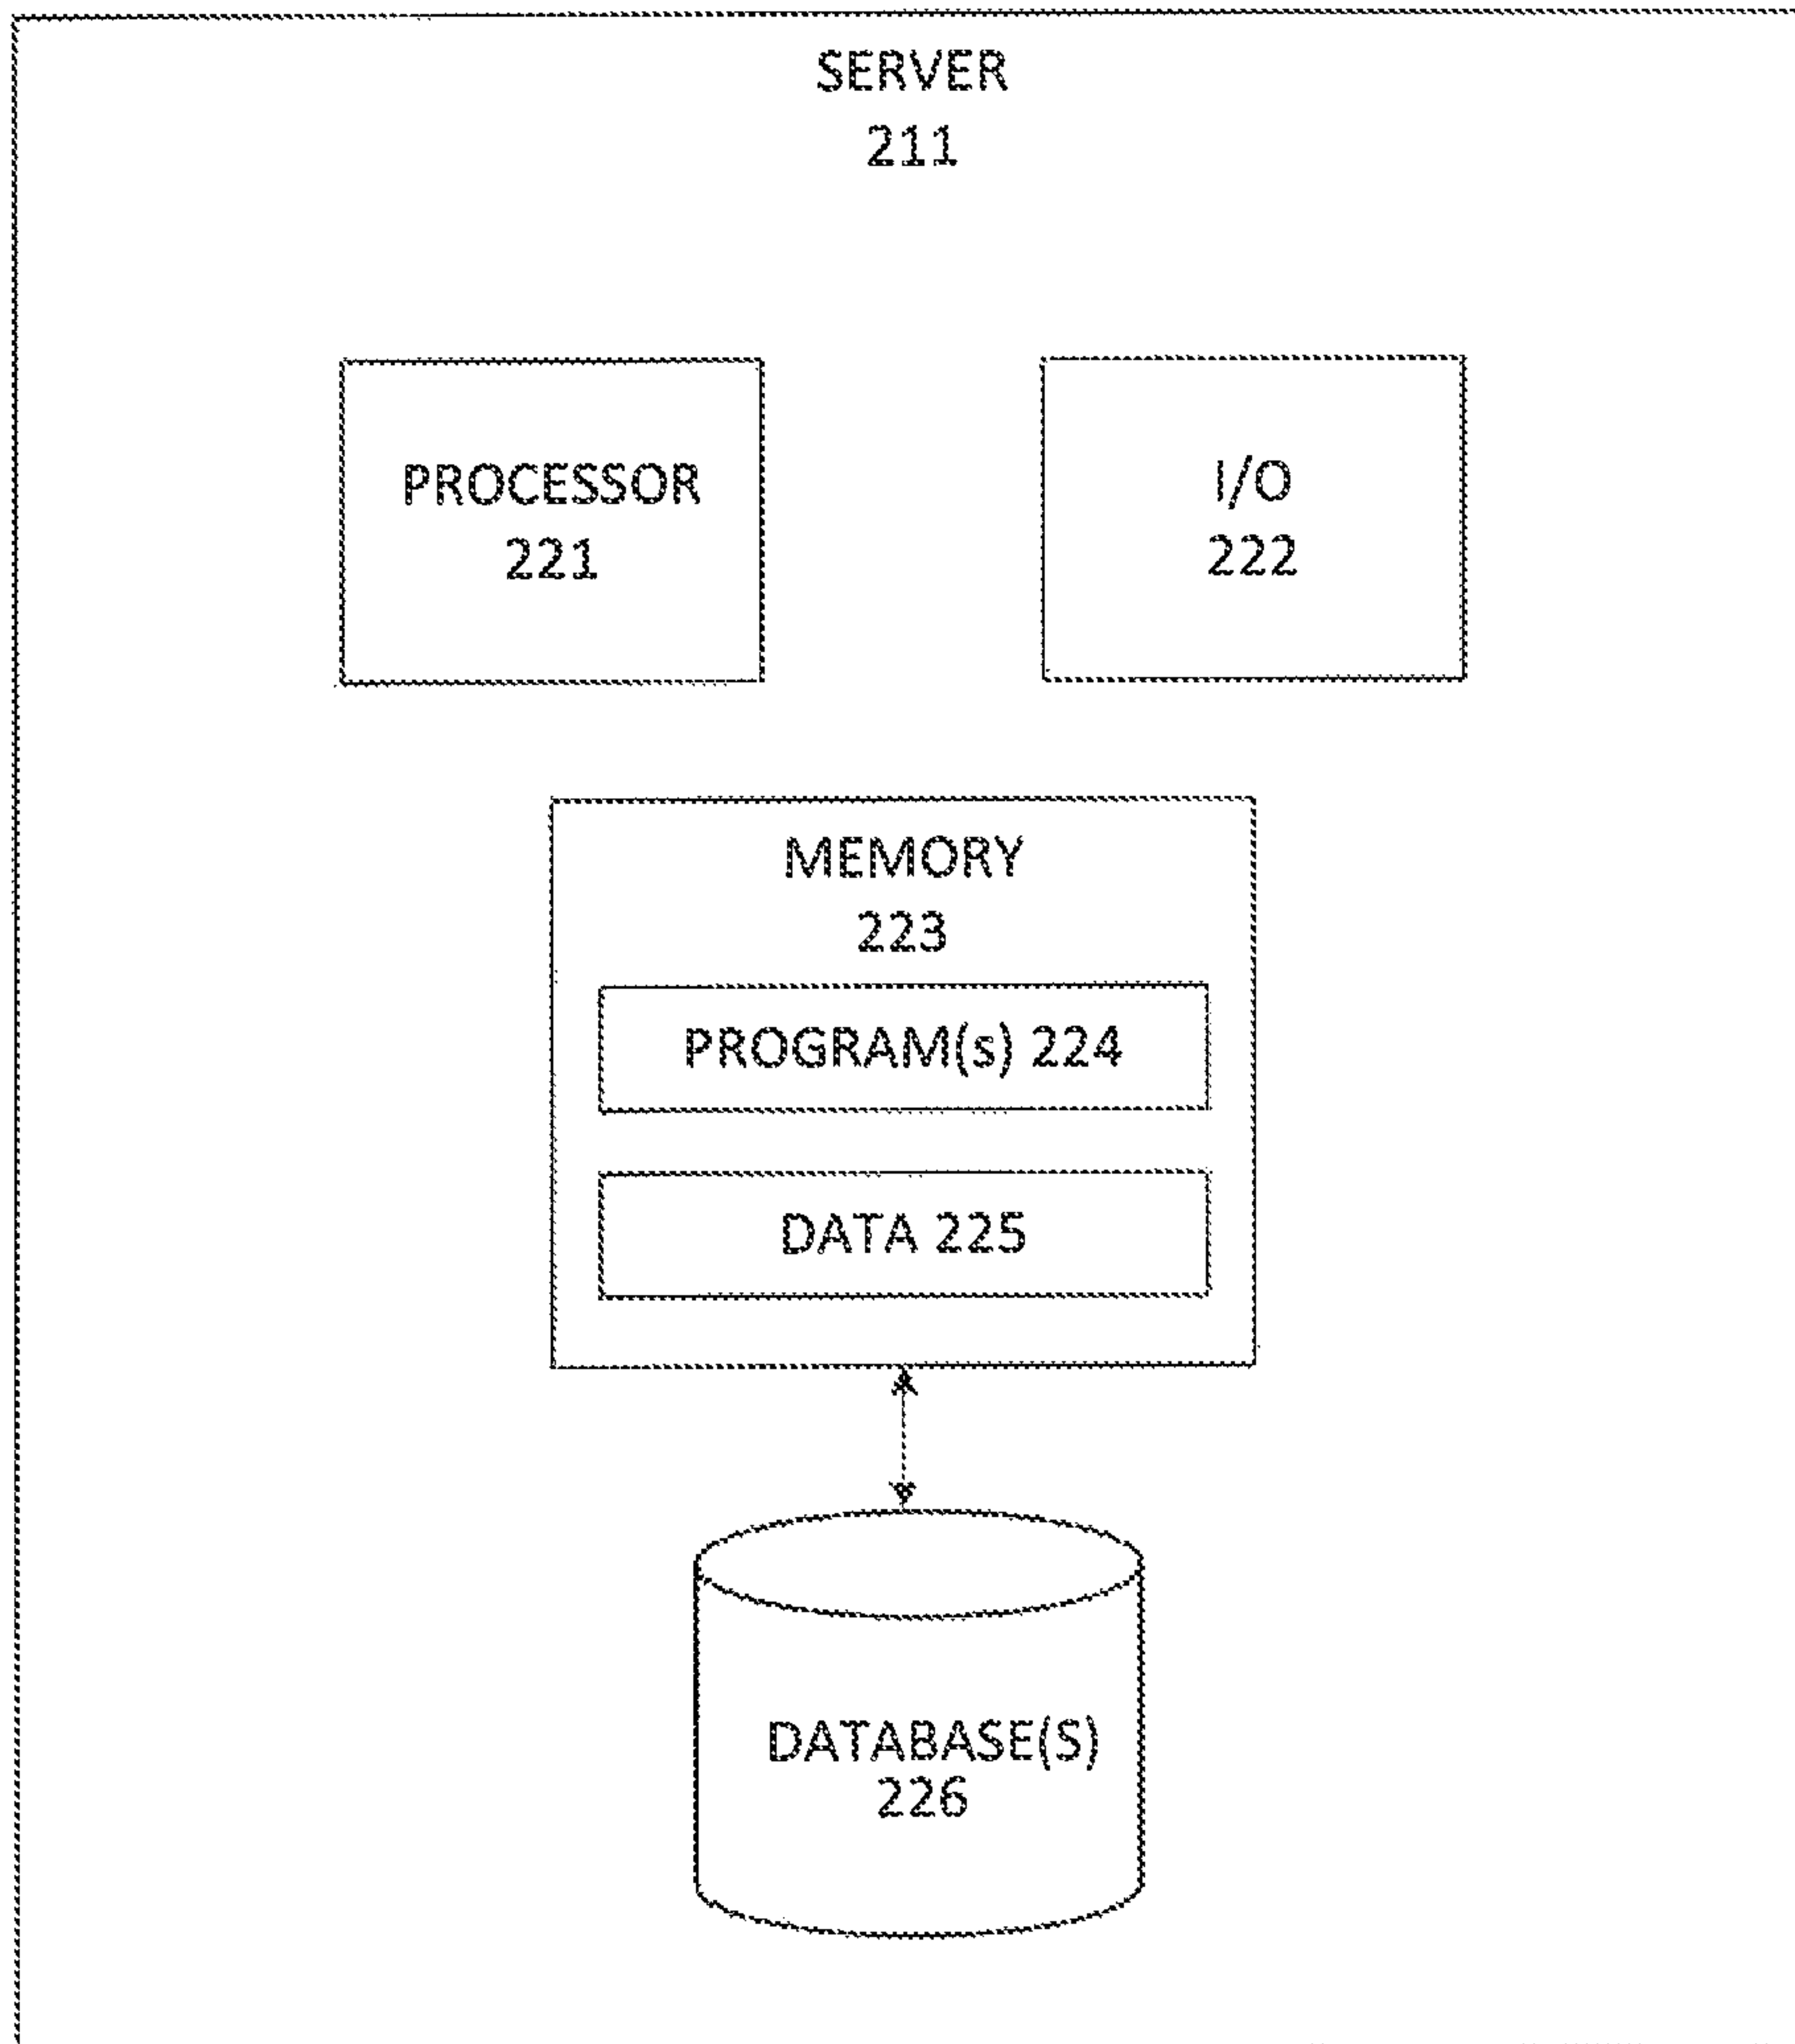 SERVER
211
PROCESSOR
221
I/O
222
MEMORY
223
PROGRAM(s) 224
DATA 225
DATABASE(S)
226